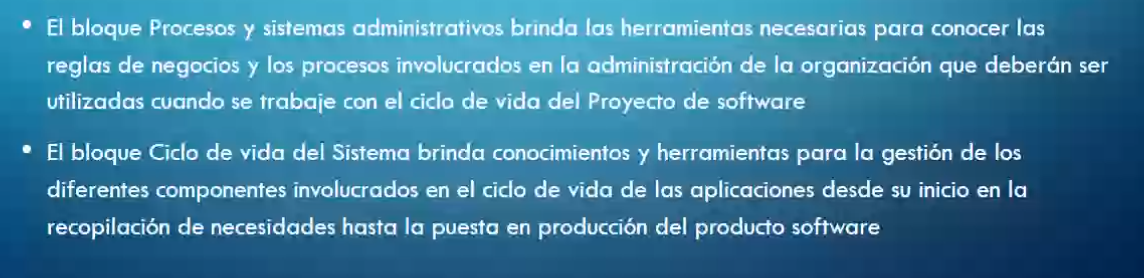 • El bloque Procesos y sistemas administrativos brinda las herramientas necesarias para conocer las
reglas de negocios y los procesos involucrados en la administración de la organización que deberán ser
utilizadas cuando se trabaje con el ciclo de vida del Proyecto de software
• El bloque Ciclo de vida del Sistema brinda conocimientos y herramientas para la gestión de los
diferentes componentes involucrados en el ciclo de vida de las aplicaciones desde su inicio en la
recopilación de necesidades hasta la puesta en producción del producto software